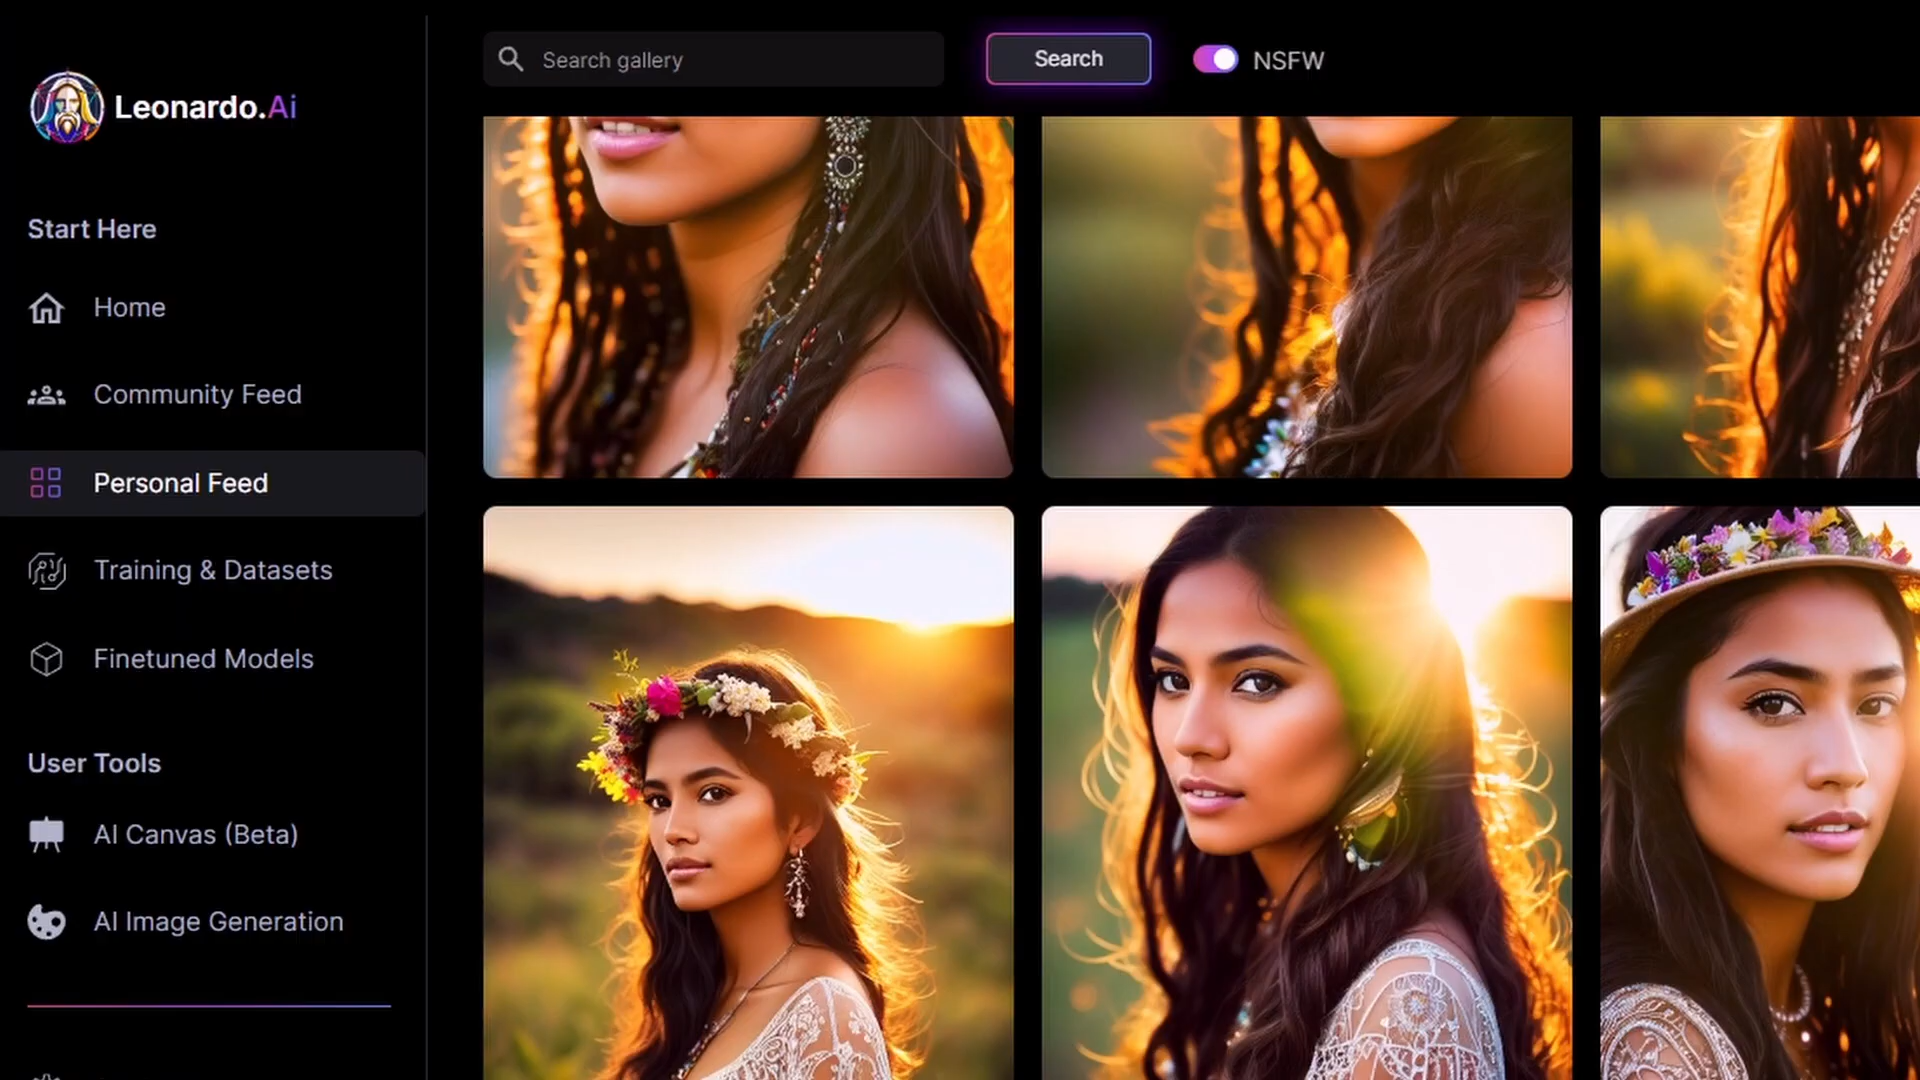 Leonardo.Ai
Search gallery
Search
NSFW
Start Here
Home
Community Feed
Personal Feed
Training & Datasets
Finetuned Models
User Tools
AI Canvas (Beta)
AI Image Generation